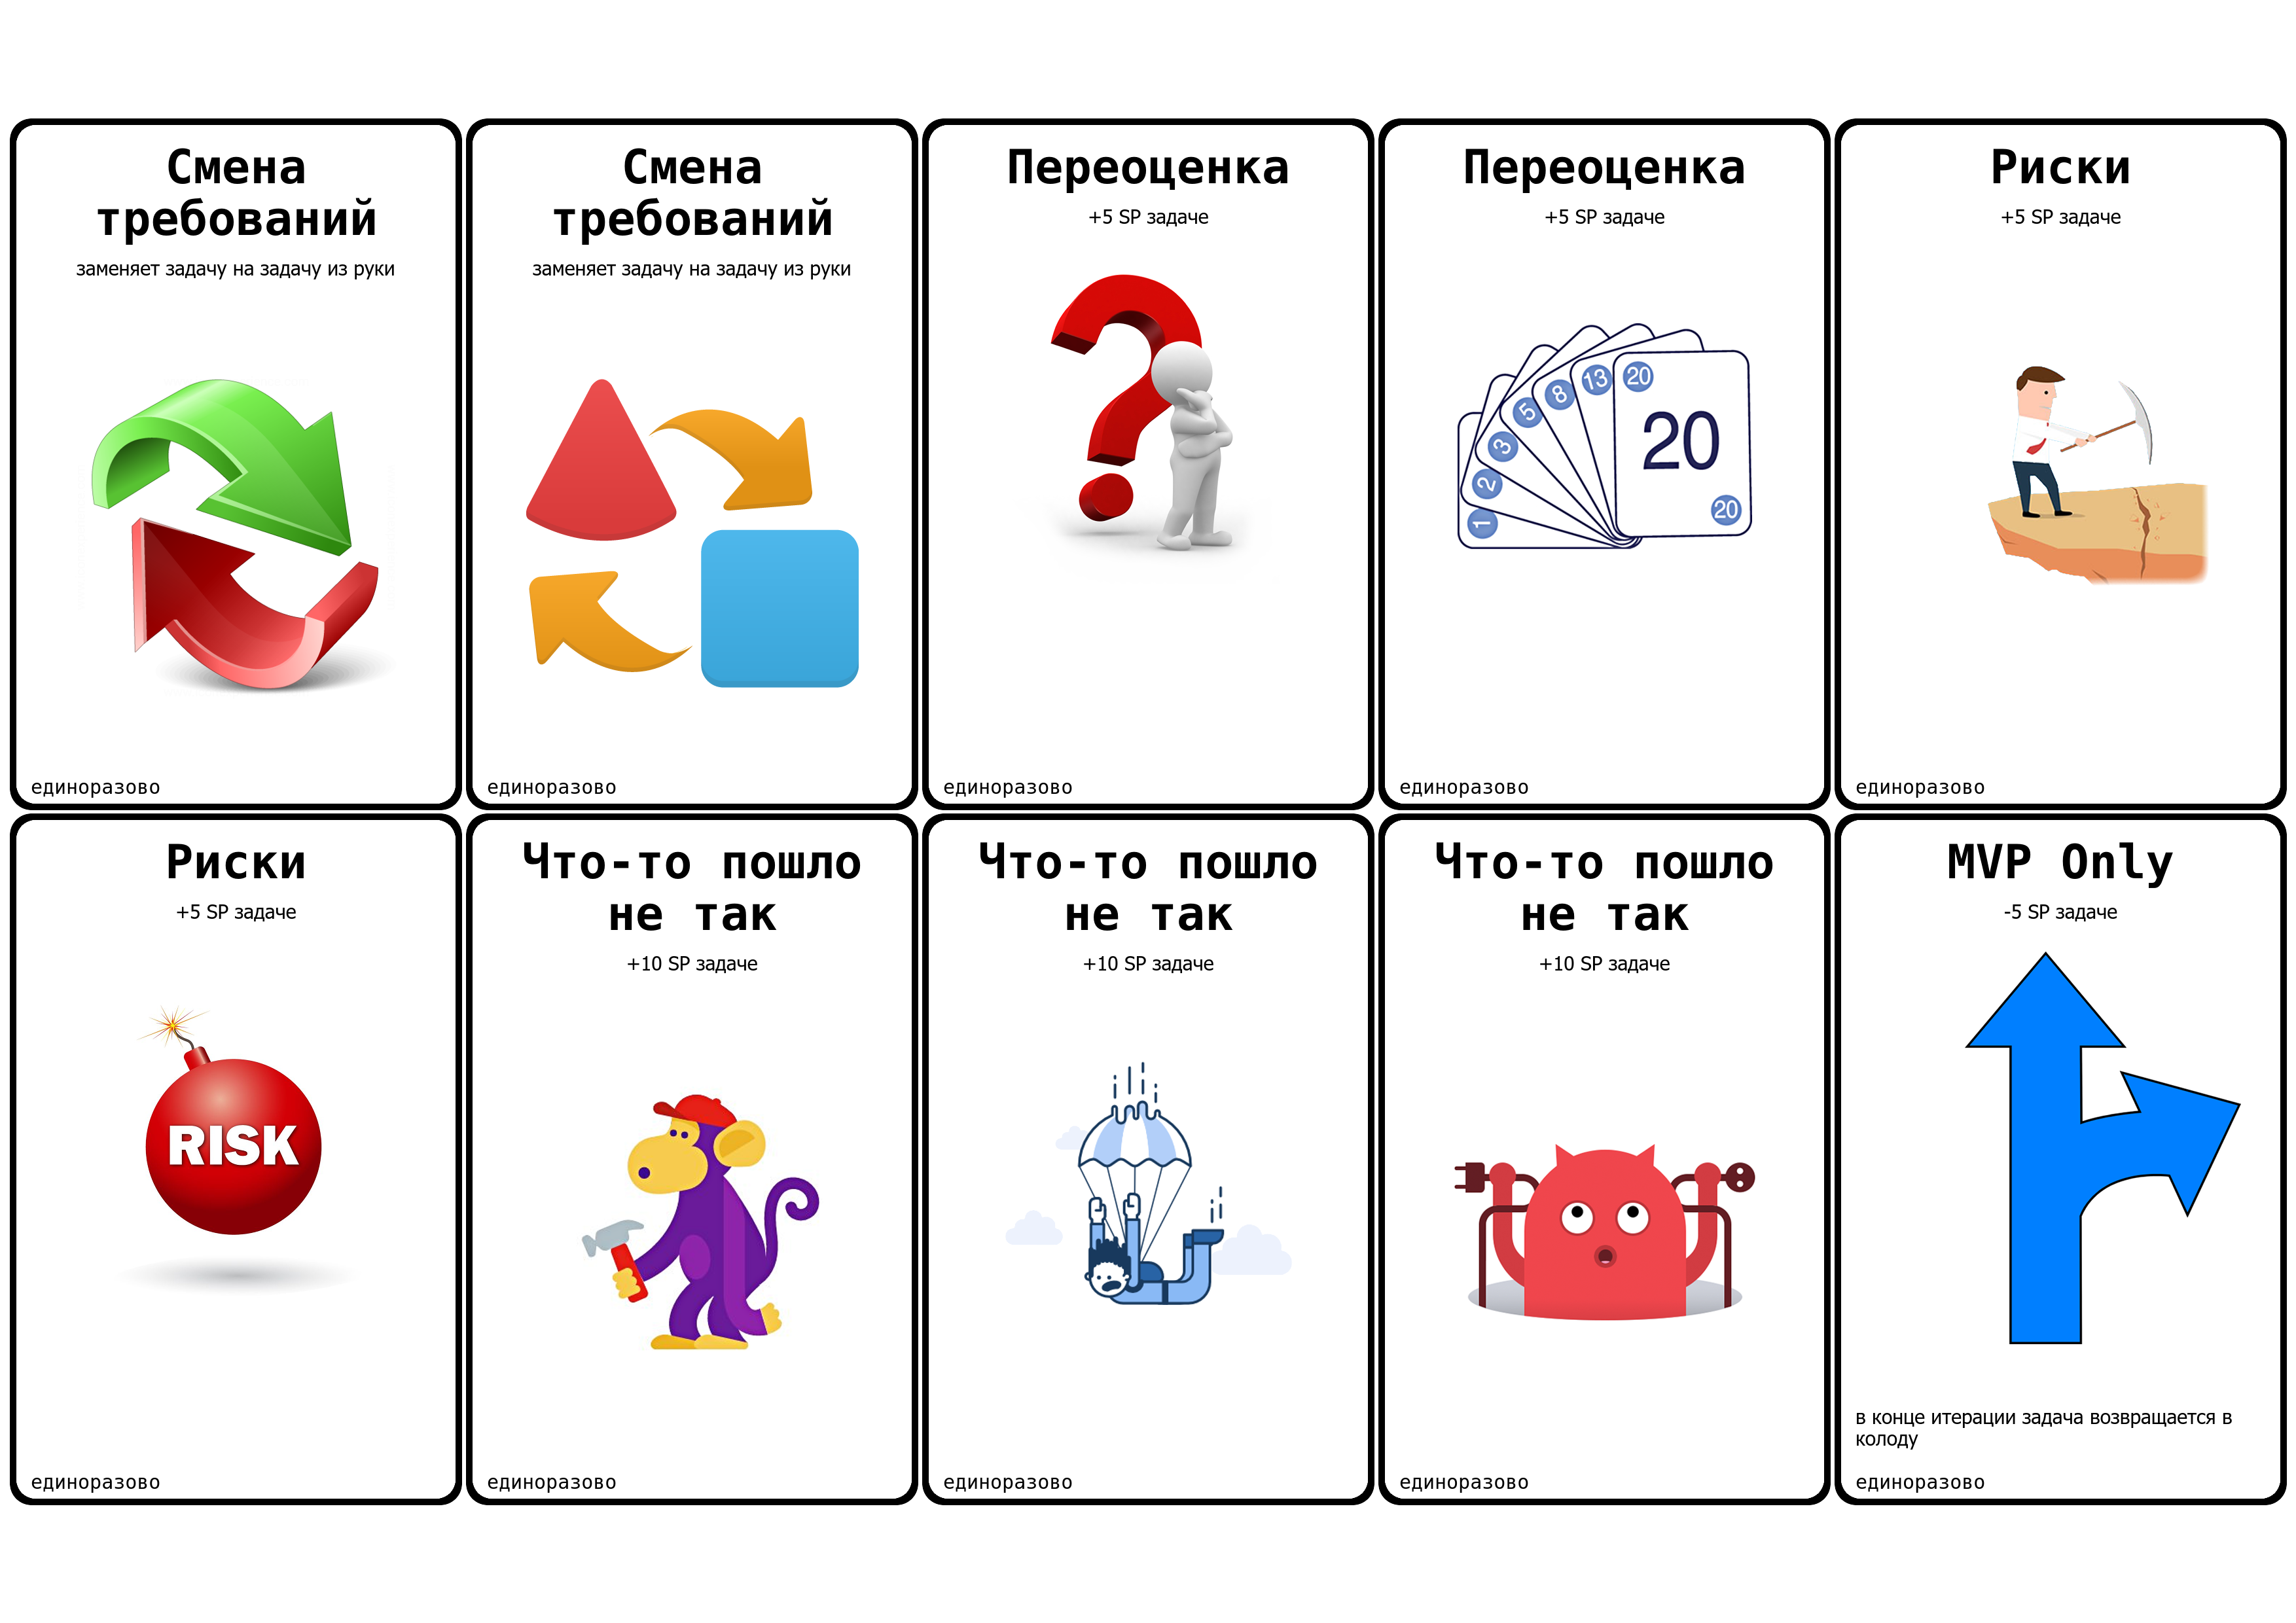 Смена
требований
заменяет задачу на задачу из руки
единоразово
Смена
требований
заменяет задачу на задачу из руки
единоразово
Переоценка
+5 SP задаче
единоразово
Переоценка
+5 SP задаче
1
2
3
5
8
13
20
20
20
единоразово
Риски
+5 SP задаче
единоразово
Риски
+5 SP задаче
RISK
единоразово
Что-то пошло
не так
+10 SP задаче
единоразово
Что-то пошло
не так
+10 SP задаче
единоразово
Что-то пошло
не так
+10 SP задаче
единоразово
MVP Only
-5 SP задаче
в конце итерации задача возвращается в
колоду
единоразово